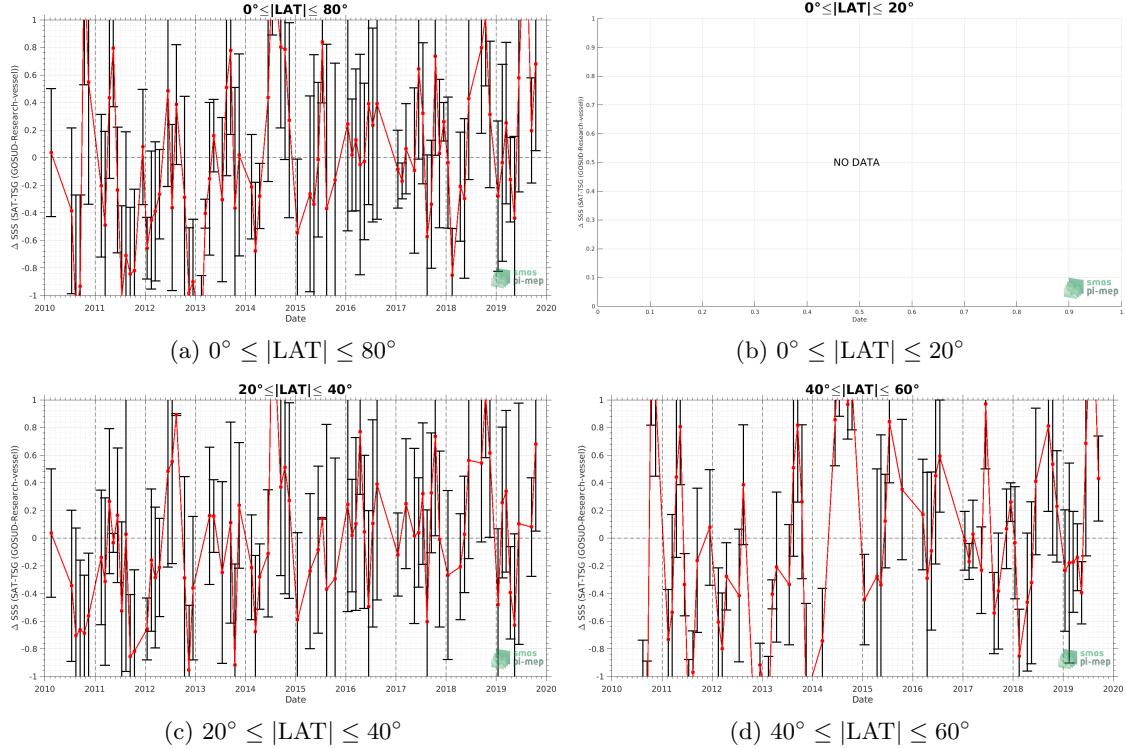 0°≤|LAT|≤ 80°
1
0.8
0.6
0.4
0.2
0
-0.2
-0.4
-0.6
-0.8
-1
Δ SSS (SAT-TSG (GOSUD-Research-vessel))
2010 2011 2012 2013 2014 2015 2016 2017 2018 2019 2020
Date
smos
pi-mep
(a) 0° ≤ |LAT| ≤ 80°
0°≤|LAT|≤ 20°
1
0.9
0.8
0.7
0.6
0.5
0.4
0.3
0.2
0.1
0
Δ SSS (SAT-TSG (GOSUD-Research-vessel))
NO DATA
0 0.1 0.2 0.3 0.4 0.5 0.6 0.7 0.8 0.9 1
Date
smos
pi-mep
(b) 0° ≤ |LAT| ≤ 20°
20°≤|LAT|≤ 40°
1
0.8
0.6
0.4
0.2
0
-0.2
-0.4
-0.6
-0.8
-1
Δ SSS (SAT-TSG (GOSUD-Research-vessel))
2010 2011 2012 2013 2014 2015 2016 2017 2018 2019 2020
Date
smos
pi-mep
(c) 20° ≤ |LAT| ≤ 40°
40°≤|LAT|≤ 60°
1
0.8
0.6
0.4
0.2
0
-0.2
-0.4
-0.6
-0.8
-1
Δ SSS (SAT-TSG (GOSUD-Research-vessel))
2010 2011 2012 2013 2014 2015 2016 2017 2018 2019 2020
Date
smos
pi-mep
(d) 40° ≤ |LAT| ≤ 60°